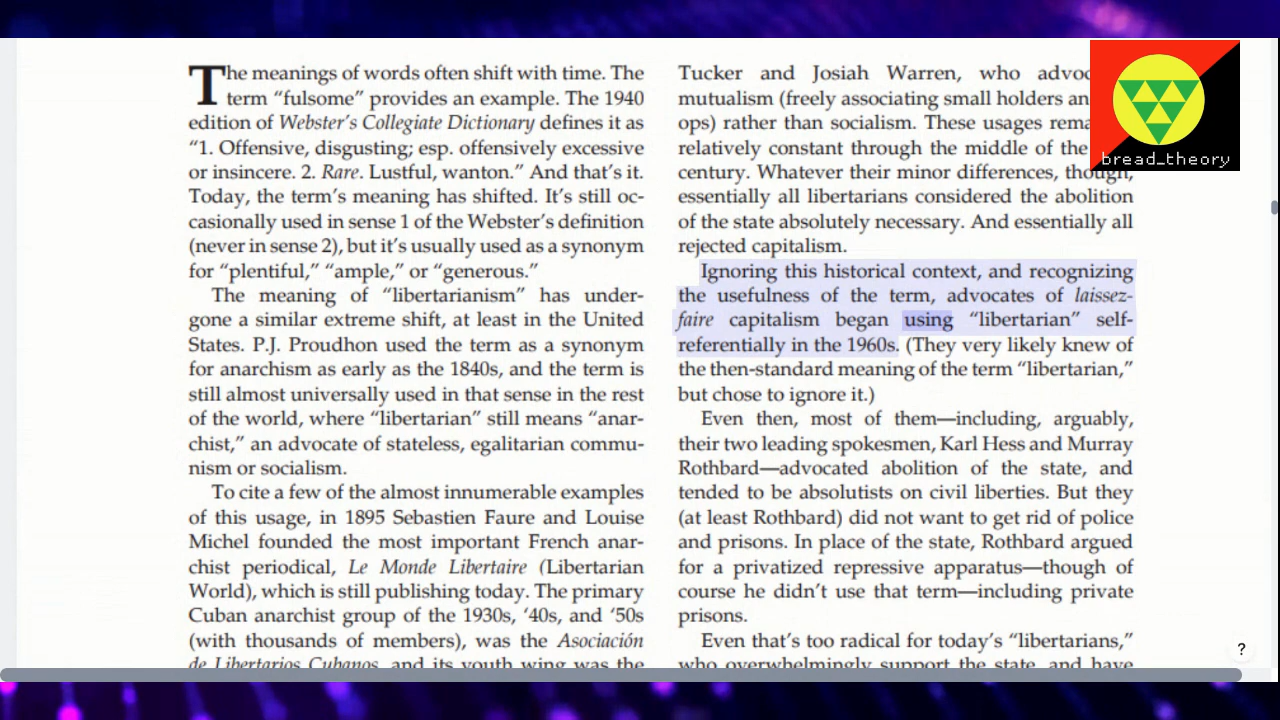 The meanings of words often shift with time. The
term “fulsome” provides an example. The 1940
edition of Webster’s Collegiate Dictionary defines it as
“1. Offensive, disgusting; esp. offensively excessive
or insincere. 2. Rare. Lustful, wanton.” And that’s it.
Today, the term’s meaning has shifted. It’s still oc-
casionally used in sense 1 of the Webster’s definition
(never in sense 2), but it’s usually used as a synonym
for “plentiful,” “ample,” or “generous.”
The meaning of “libertarianism” has under-
gone a similar extreme shift, at least in the United
States. P.J. Proudhon used the term as a synonym
for anarchism as early as the 1840s, and the term is
still almost universally used in that sense in the rest
of the world, where “libertarian” still means “anar-
chist,” an advocate of stateless, egalitarian commu-
nism or socialism.
To cite a few of the almost innumerable examples
of this usage, in 1895 Sebastien Faure and Louise
Michel founded the most important French anar-
chist periodical, Le Monde Libertaire (Libertarian
World), which is still publishing today. The primary
Cuban anarchist group of the 1930s, ‘40s, and ‘50s
(with thousands of members), was the Asociación
de Libertarios Cubanos, and its youth wing was the
Tucker and Josiah Warren, who
mutualism (freely associating small holders
ops) rather than socialism. These usages
relatively constant through the middle of the
century. Whatever their minor differences, though,
essentially all libertarians considered the abolition
of the state absolutely necessary. And essentially all
rejected capitalism.
Ignoring this historical context, and recognizing
the usefulness of the term, advocates of laissez-
faire capitalism began using “libertarian” self-
referentially in the 1960s. (They very likely knew of
the then-standard meaning of the term “libertarian,”
but chose to ignore it.)
Even then, most of them—including, arguably,
their two leading spokesmen, Karl Hess and Murray
Rothbard—advocated abolition of the state, and
tended to be absolutists on civil liberties. But they
(at least Rothbard) did not want to get rid of police
and prisons. In place of the state, Rothbard argued
for a privatized repressive apparatus—though of
course he didn’t use that term—including private
prisons.
Even that’s too radical for today’s “libertarians,”
who overwhelmingly support the state, and have
bread_theory
?